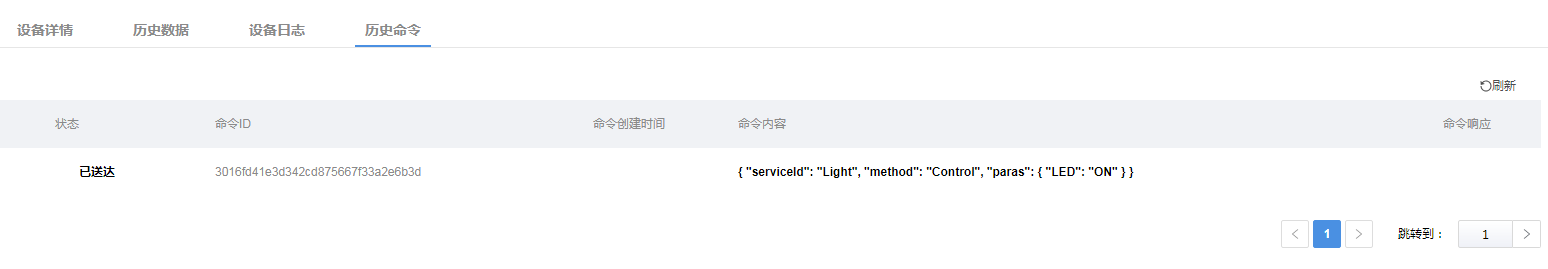 设备详情 历史数据 设备日志 历史命令
刷新
状态 命令ID 命令创建时间 命令内容 命令响应
已送达 3016fd41e3d342cd875667f33a2e6b3d { "serviceId": "Light", "method": "Control", "paras": { "LED": "ON" } }
< 1 > 跳转到： 1 >